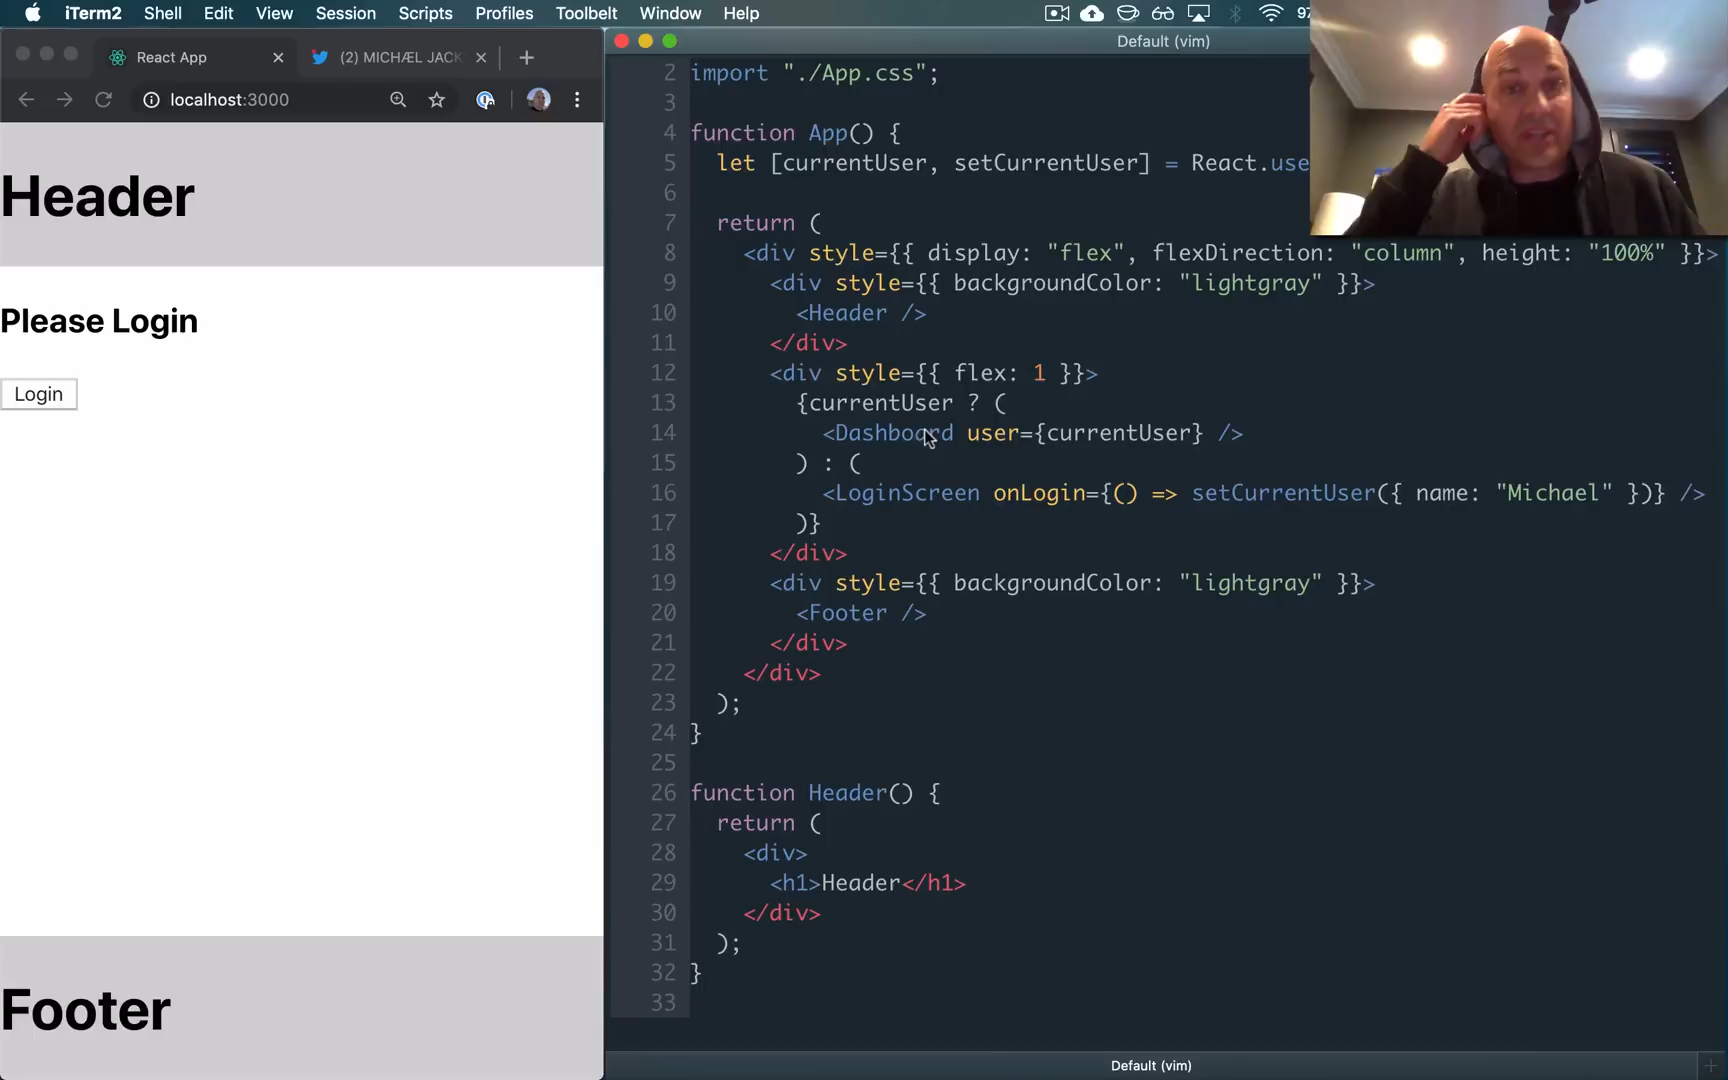 iTerm2 Shell Edit View Session Scripts Profiles Toolbelt Window Help 97
React App (2) MICHÆL JACK
localhost:3000
Header
Please Login
Login
Footer
Default (vim)
2 import "./App.css";
3
4 function App() {
5 let [currentUser, setCurrentUser] = React.use
6
7 return (
8 <div style={{ display: "flex", flexDirection: "column", height: "100%" }}>
9 <div style={{ backgroundColor: "lightgray" }}>
10 <Header />
11 </div>
12 <div style={{ flex: 1 }}>
13 {currentUser ? (
14 <Dashboard user={currentUser} />
15 ) : (
16 <LoginScreen onLogin={() => setCurrentUser({ name: "Michael" })} />
17 )}
18 </div>
19 <div style={{ backgroundColor: "lightgray" }}>
20 <Footer />
21 </div>
22 </div>
23 );
24 }
25
26 function Header() {
27 return (
28 <div>
29 <h1>Header</h1>
30 </div>
31 );
32 }
33
Default (vim)